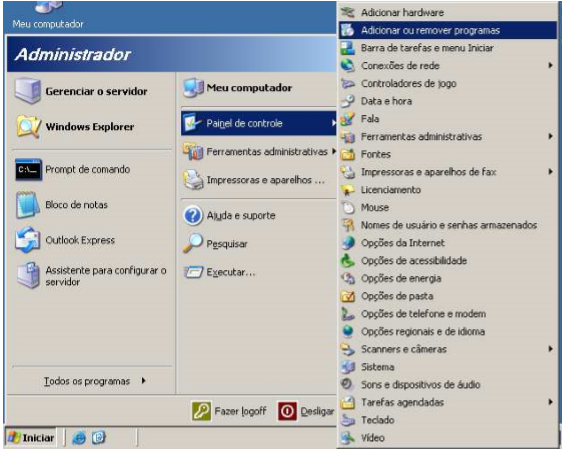 Meu computador
Administrador
Gerenciar o servidor
Windows Explorer
Prompt de comando
Bloco de notas
Outlook Express
Assistente para configurar o
servidor
Todos os programas
Meu computador
Painel de controle
Ferramentas administrativas
Impressoras e aparelhos ...
Ajuda e suporte
Pesquisar
Executar...
Fazer logoff
Desligar
Iniciar
Adicionar hardware
Adicionar ou remover programas
Barra de tarefas e menu Iniciar
Conexões de rede
Controladores de jogo
Data e hora
Fala
Ferramentas administrativas
Fontes
Impressoras e aparelhos de fax
Licenciamento
Mouse
Nomes de usuário e senhas armazenados
Opções da Internet
Opções de acessibilidade
Opções de energia
Opções de pasta
Opções de telefone e modem
Opções regionais e de idioma
Scanners e câmeras
Sistema
Sons e dispositivos de áudio
Tarefas agendadas
Teclado
Vídeo